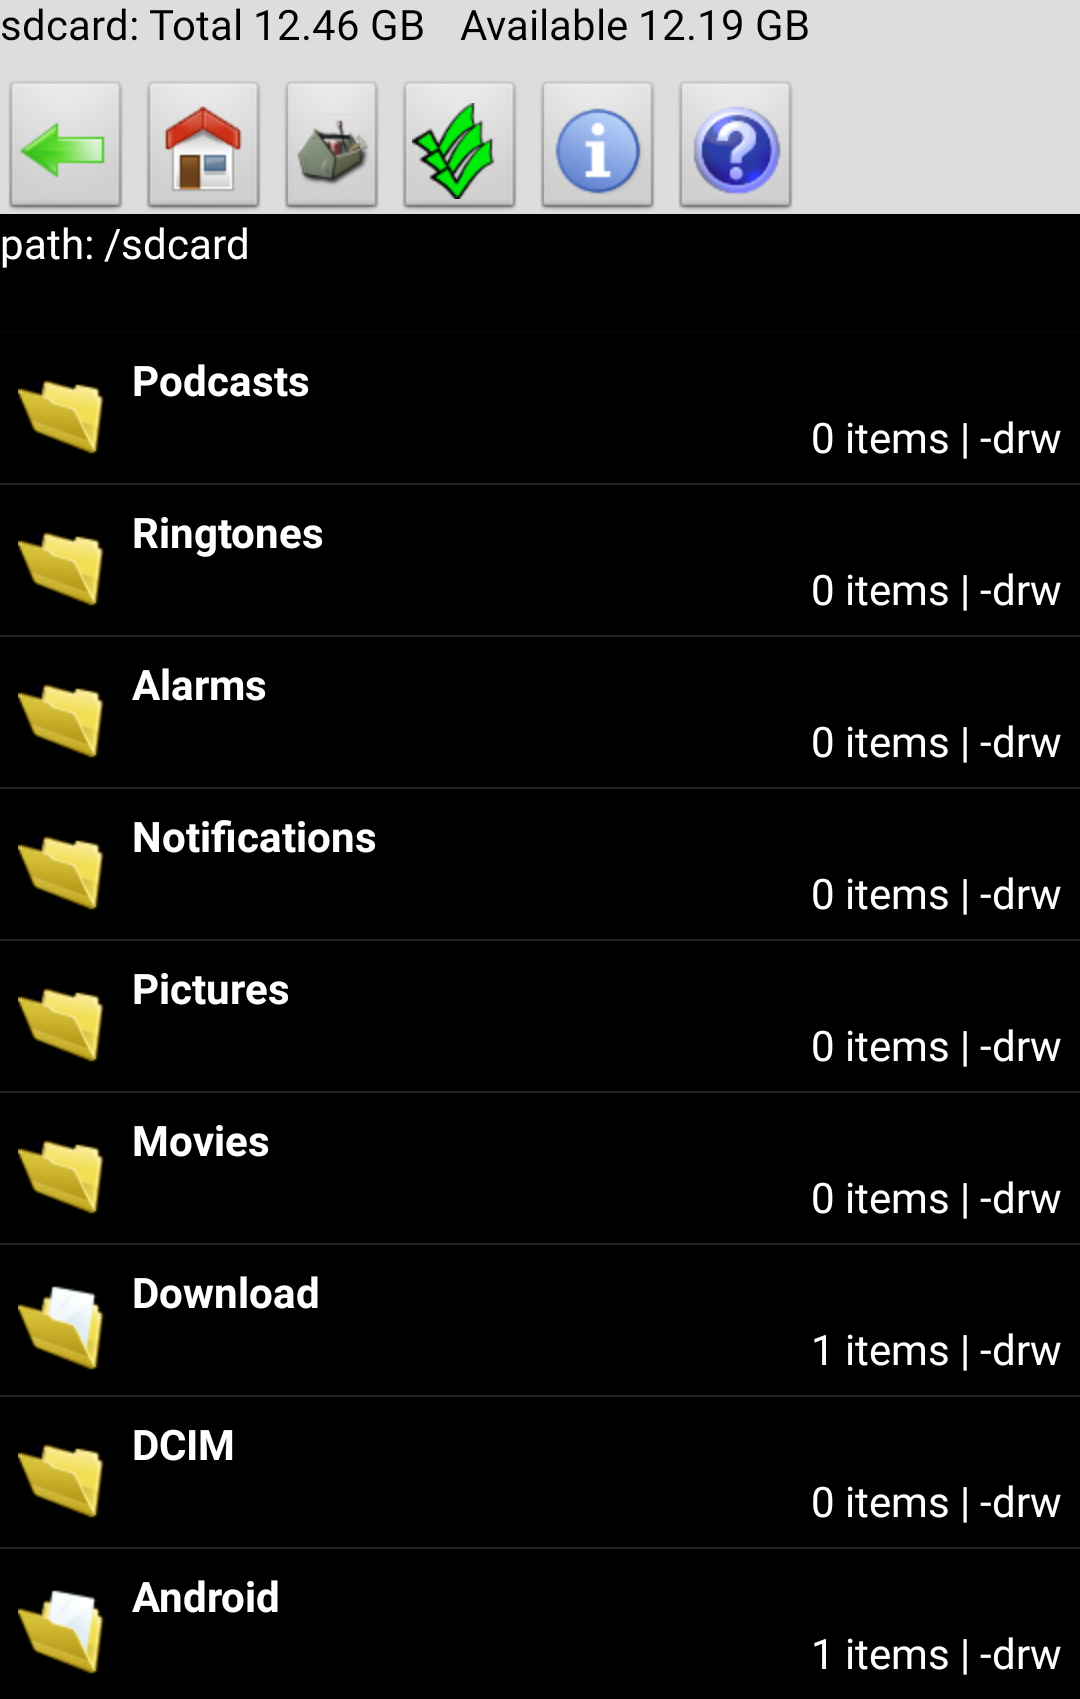 sdcard: Total 12.46 GB   Available 12.19 GB
path: /sdcard
Podcasts
0 items | -drw
Ringtones
0 items | -drw
Alarms
0 items | -drw
Notifications
0 items | -drw
Pictures
0 items | -drw
Movies
0 items | -drw
Download
1 items | -drw
DCIM
0 items | -drw
Android
1 items | -drw